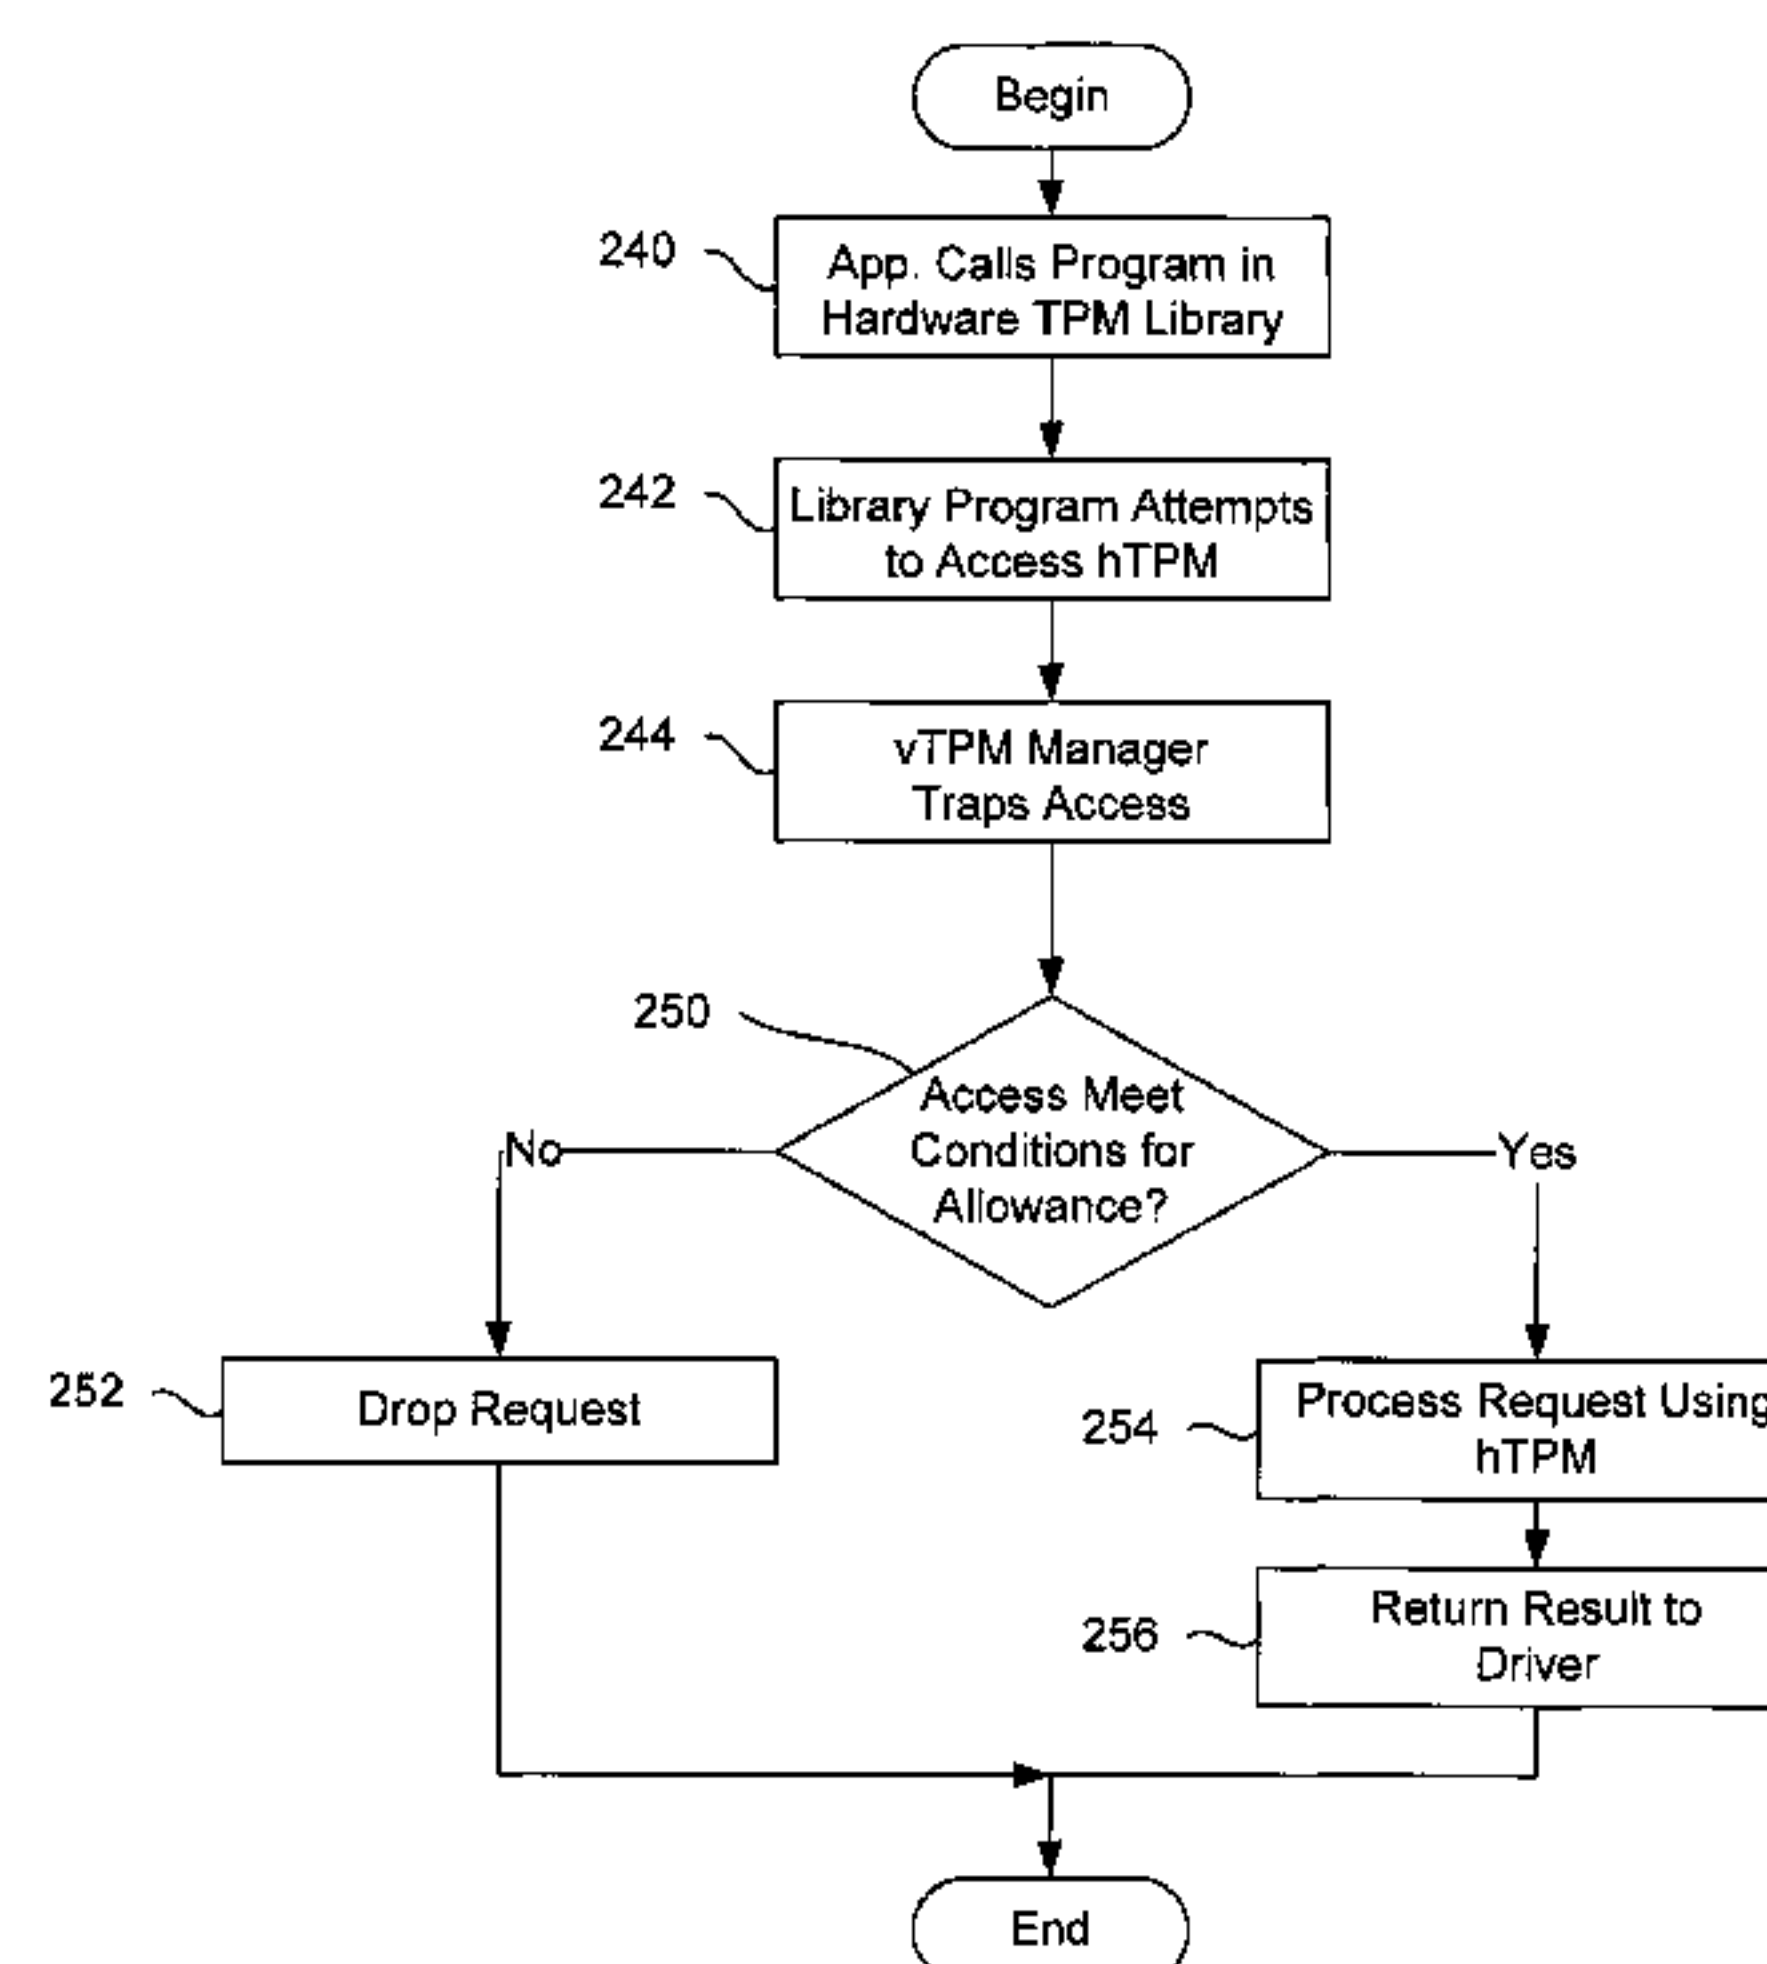 Begin
240
App. Calls Program in
Hardware TPM Library
242
Library Program Attempts
to Access hTPM
244
vTPM Manager
Traps Access
250
Access Meet
Conditions for
Allowance?
No
Yes
252
Drop Request
254
Process Request Using
hTPM
256
Return Result to
Driver
End